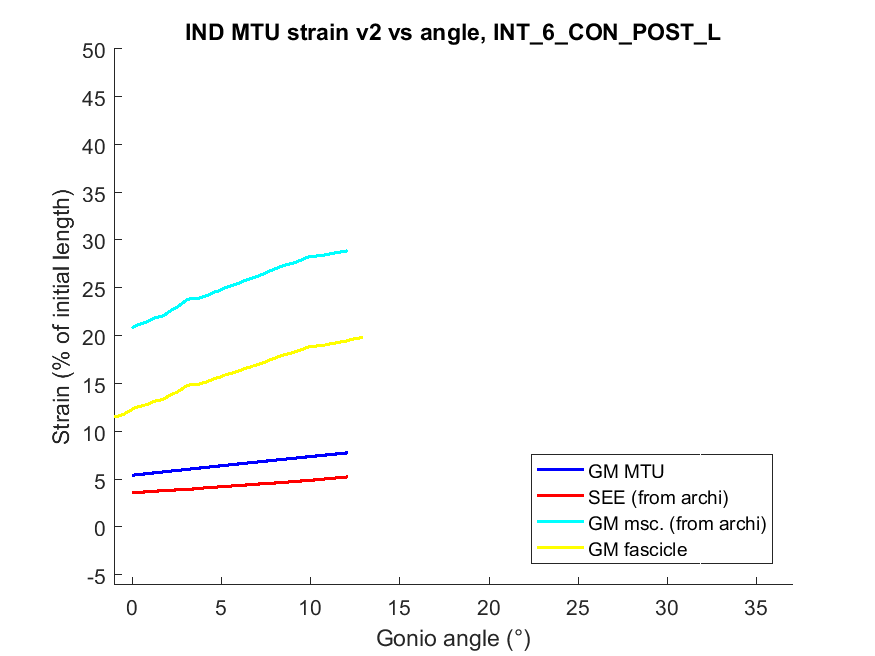 IND MTU strain v2 vs angle, INT_6_CON_POST_L
50
45
40
35
30
25
20
15
10
5
0
-5
Strain (% of initial length)
GM MTU
SEE (from archi)
GM msc. (from archi)
GM fascicle
0 5 10 15 20 25 30 35
Gonio angle (°)